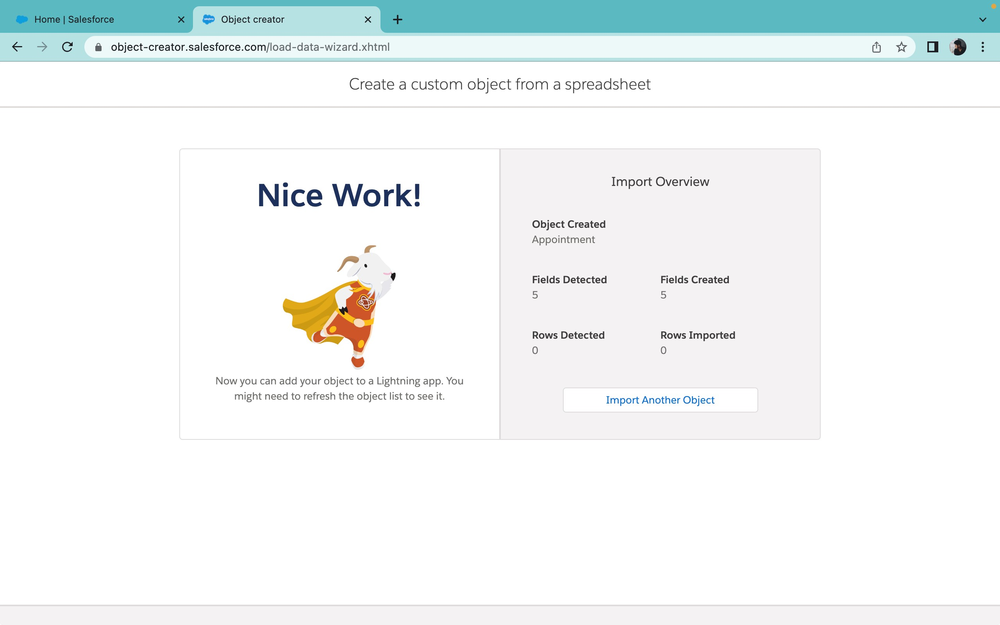 Home | Salesforce
Object creator
object-creator.salesforce.com/load-data-wizard.xhtml
Create a custom object from a spreadsheet
Nice Work!
Now you can add your object to a Lightning app. You
might need to refresh the object list to see it.
Import Overview
Object Created
Appointment
Fields Detected
5
Fields Created
5
Rows Detected
0
Rows Imported
0
Import Another Object